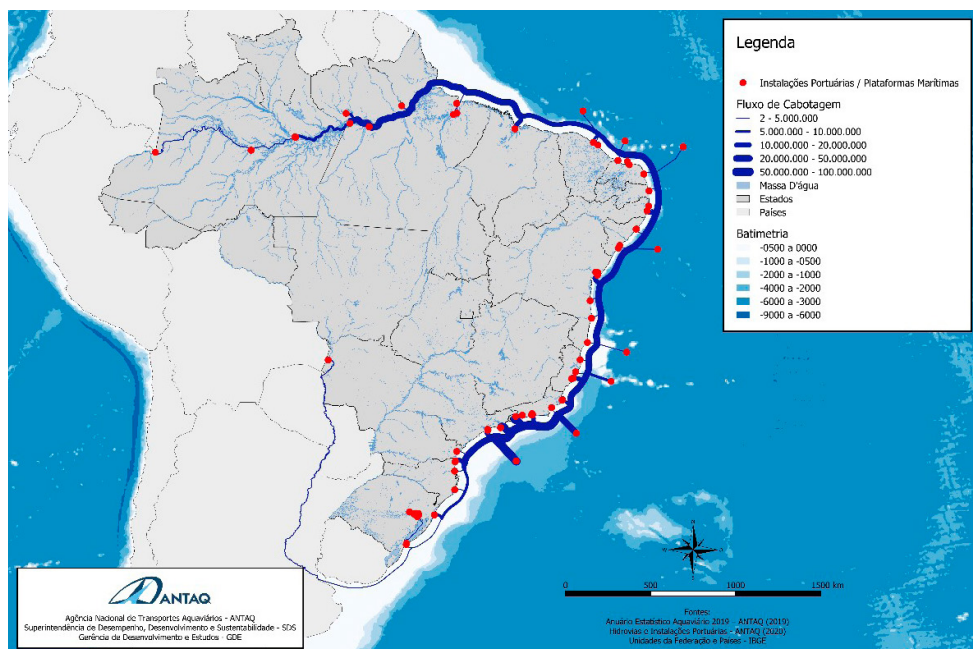 Legenda
Instalações Portuárias / Plataformas Marítimas
Fluxo de Cabotagem
2 - 5.000.000
5.000.000 - 10.000.000
10.000.000 - 20.000.000
20.000.000 - 50.000.000
50.000.000 - 100.000.000
Massa D'água
Estados
Países
Batimetria
-0500 a 0000
-1000 a -0500
-2000 a -1000
-4000 a -2000
-6000 a -3000
-9000 a -6000
0 500 1000 1500 km
Fontes:
Anuário Estatístico Aquaviário 2019 - ANTAQ (2019)
Hidrovias e Instalações Portuárias - ANTAQ (2020)
Unidades da Federação e Países - IBGE
ANTAQ
Agência Nacional de Transportes Aquaviários - ANTAQ
Superintendência de Desempenho, Desenvolvimento e Sustentabilidade - SDS
Gerência de Desenvolvimento e Estudos - GDE